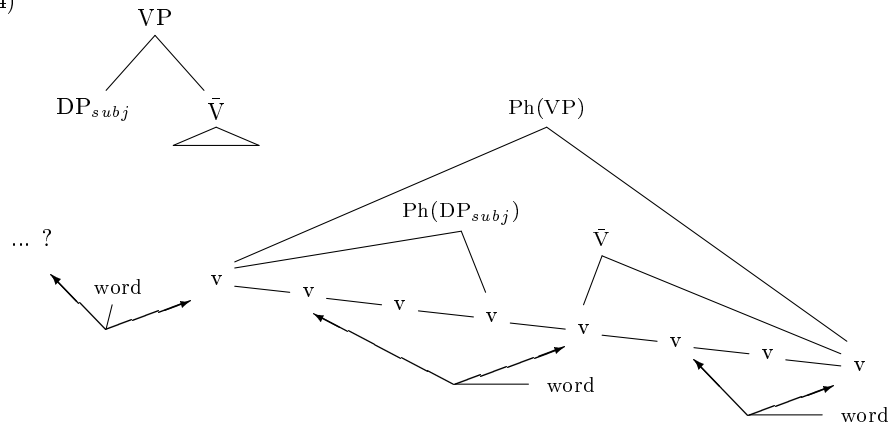 4)
VP
DP_subj V̄
Ph(VP)
Ph(DP_subj)
... ?
V̄
word
v v v v v v v v
word
word